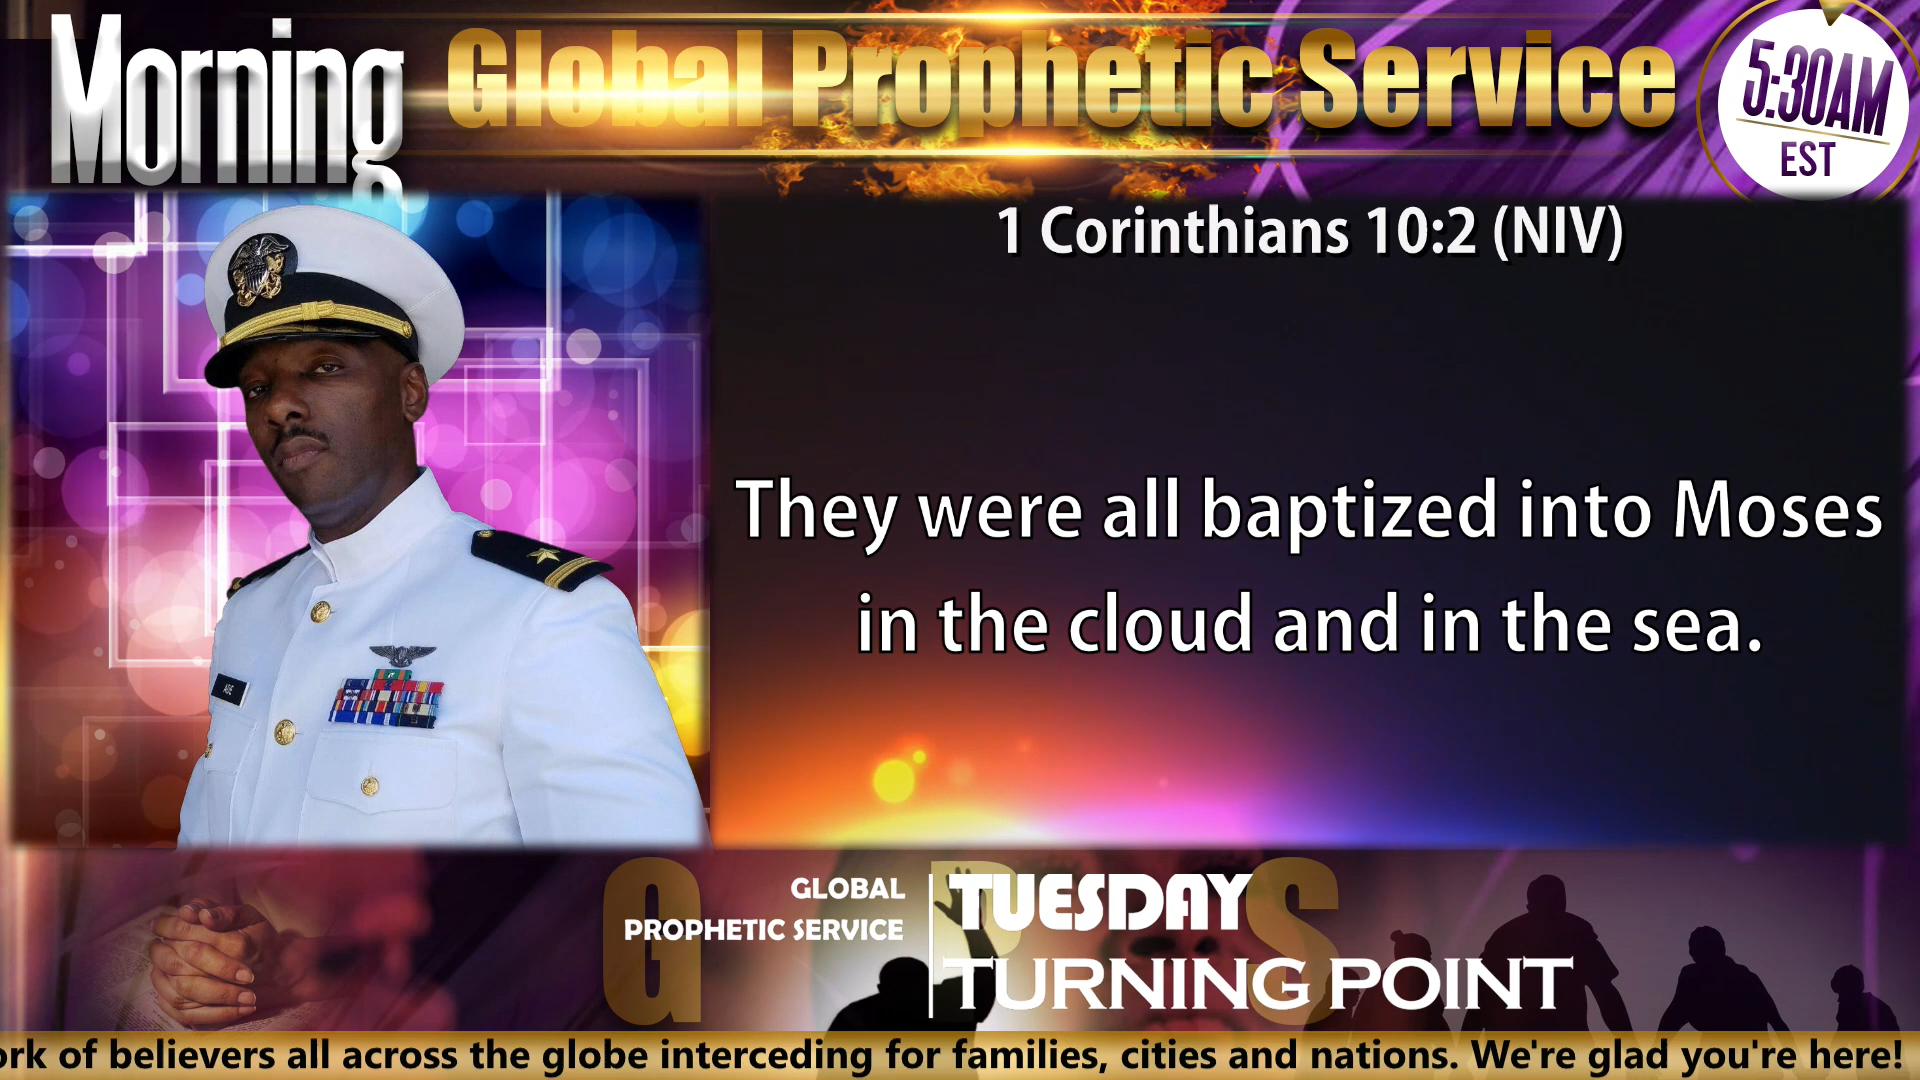 Morning
Global Prophetic Service
5:30AM
EST
1 Corinthians 10:2 (NIV)
They were all baptized into Moses
in the cloud and in the sea.
GPS
GLOBAL
PROPHETIC SERVICE
TUESDAY
TURNING POINT
of believers all across the globe interceding for families, cities and nations. We're glad you're here!